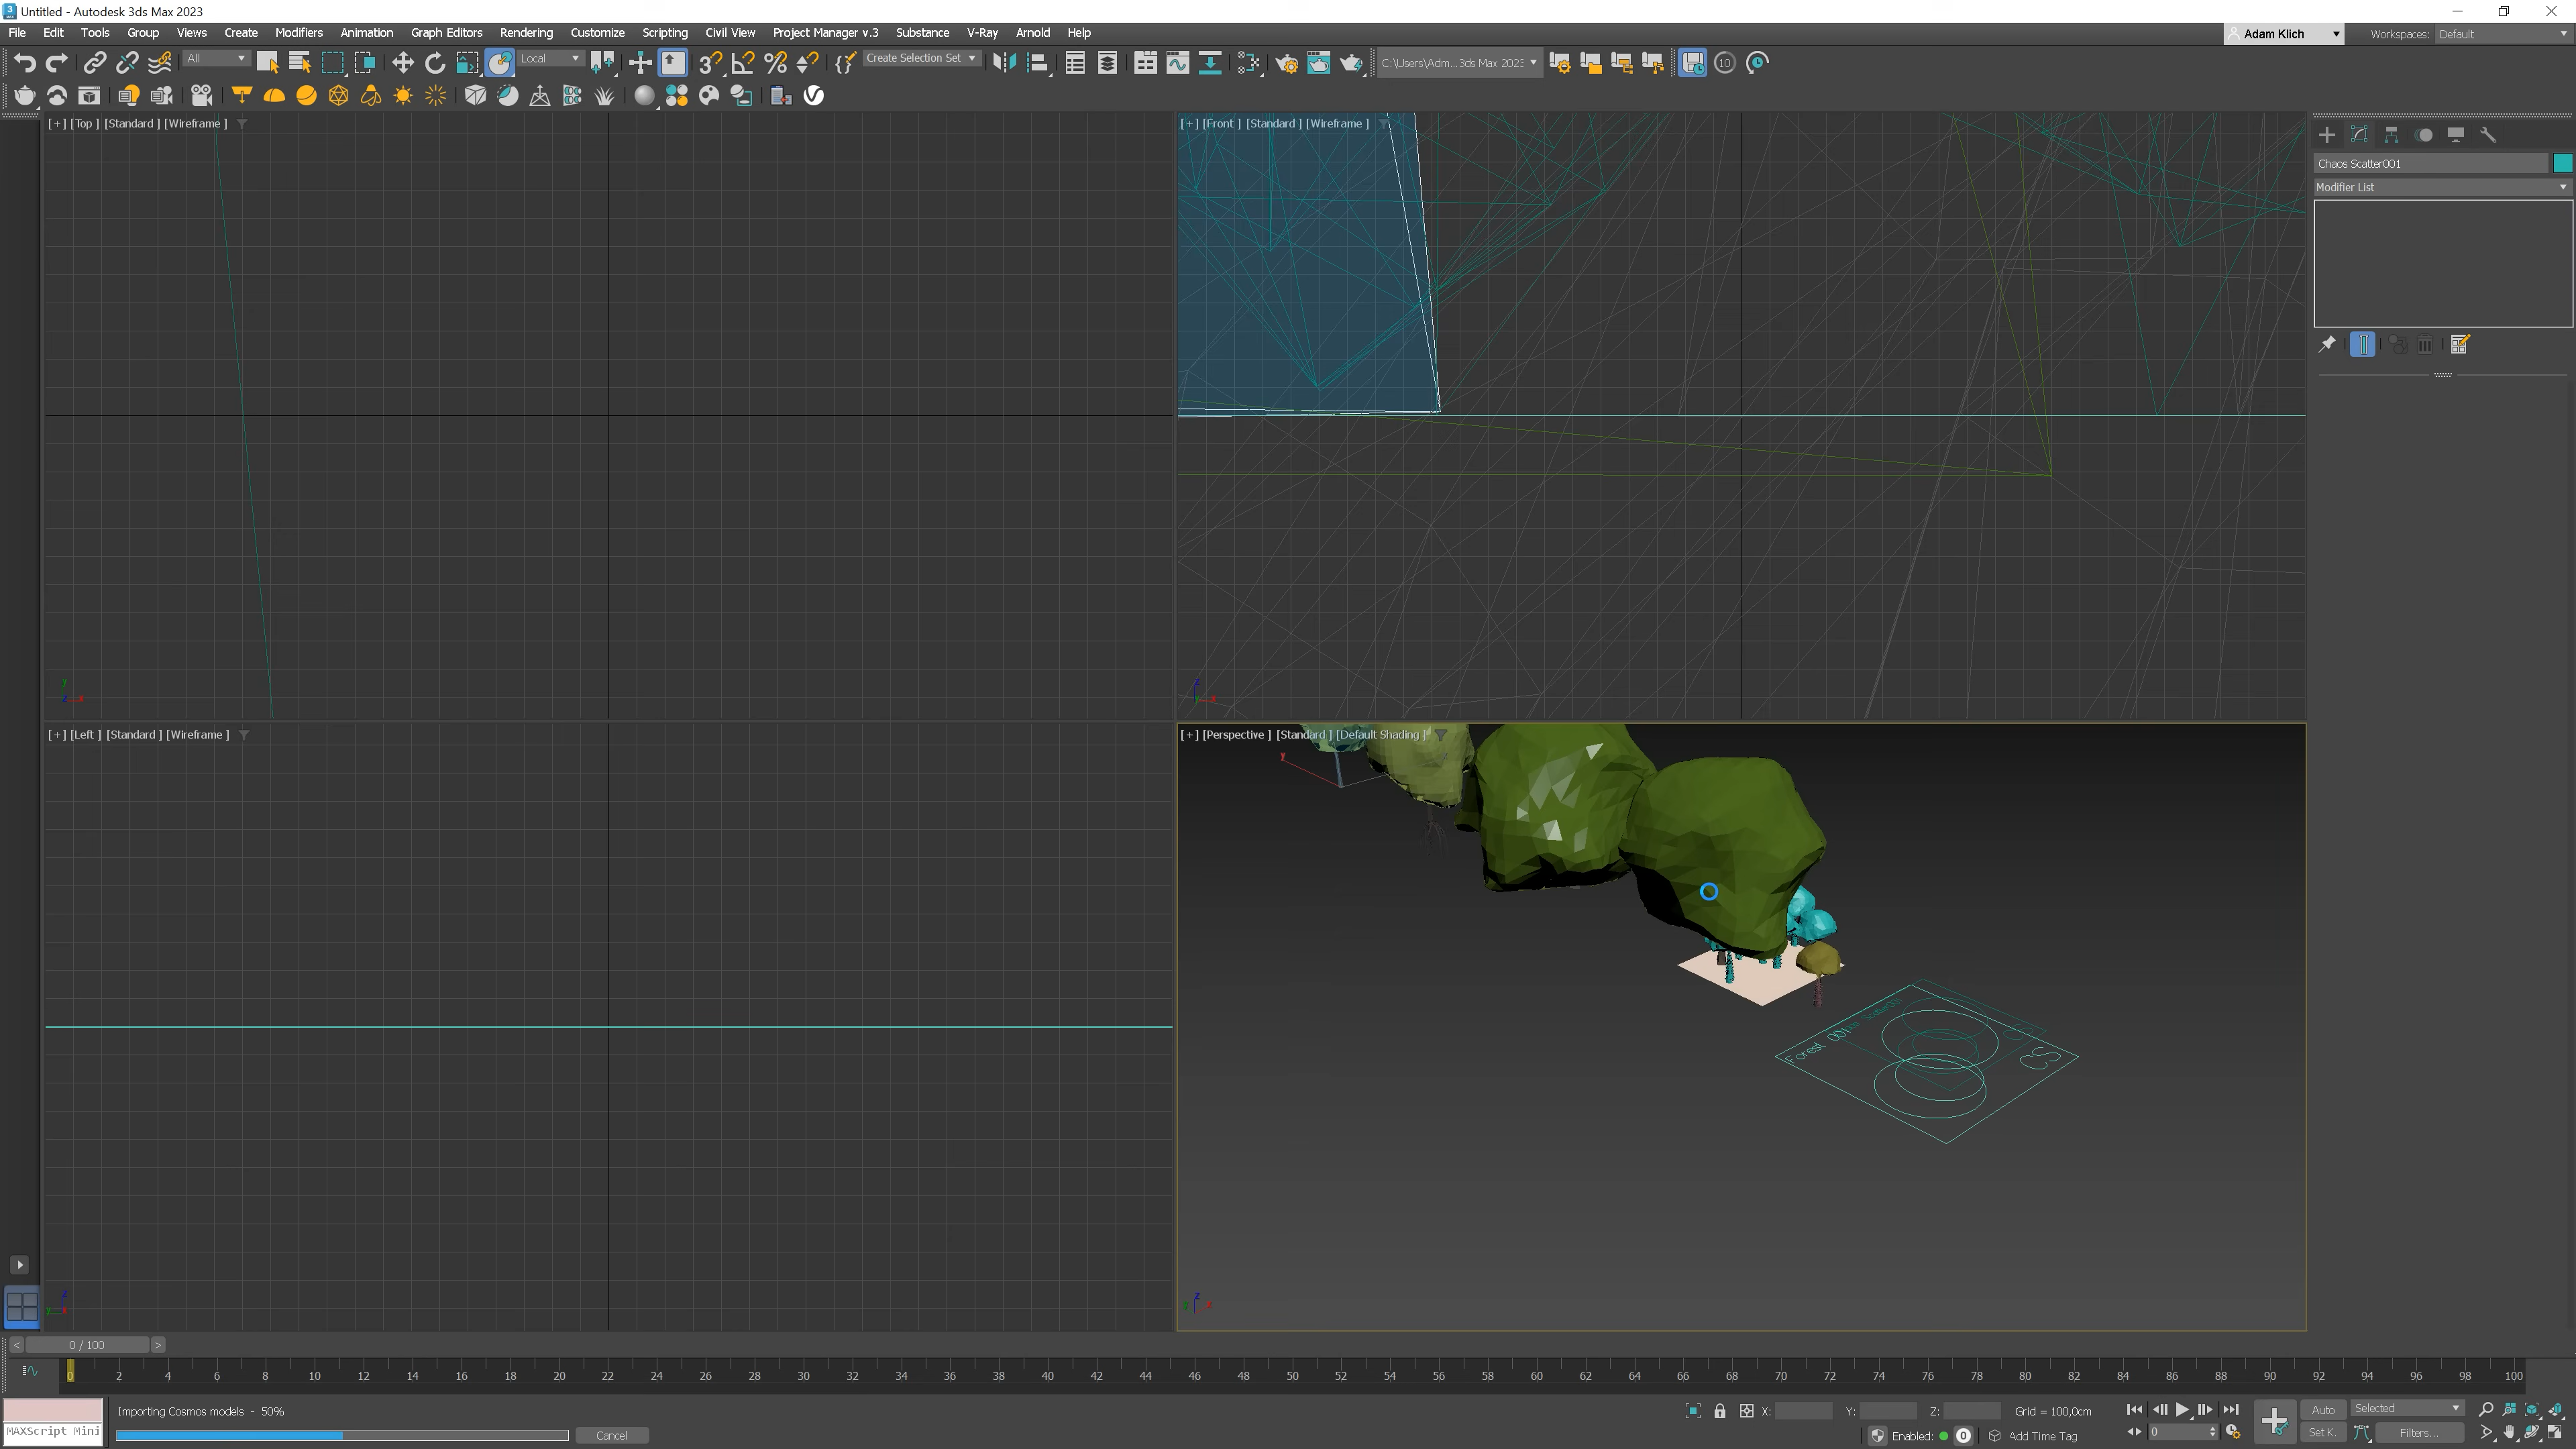 Untitled - Autodesk 3ds Max 2023
File Edit Tools Group Views Create Modifiers Animation Graph Editors Rendering Customize Scripting Civil View Project Manager v.3 Substance V-Ray Arnold Help
Adam Klich
Workspaces: Default
All
Local
Create Selection Set
C:\Users\Adm...3ds Max 2023
10
[+] [Top ] [Standard ] [Wireframe ]
[+] [Front ] [Standard ] [Wireframe ]
Chaos Scatter001
Modifier List
y
z x
z
x
[+] [Left ] [Standard ] [Wireframe ]
[+] [Perspective ] [Standard ] [Default Shading ]
y
x
Forest 001
CS
z
y
z
y x
< 0 / 100 >
0 2 4 6 8 10 12 14 16 18 20 22 24 26 28 30 32 34 36 38 40 42 44 46 48 50 52 54 56 58 60 62 64 66 68 70 72 74 76 78 80 82 84 86 88 90 92 94 96 98 100
Importing Cosmos models - 50%
X: Y: Z: Grid = 100,0cm
Auto
Selected
MAXScript Mini
Cancel
Enabled: 0
Add Time Tag
0
Set K.
Filters...